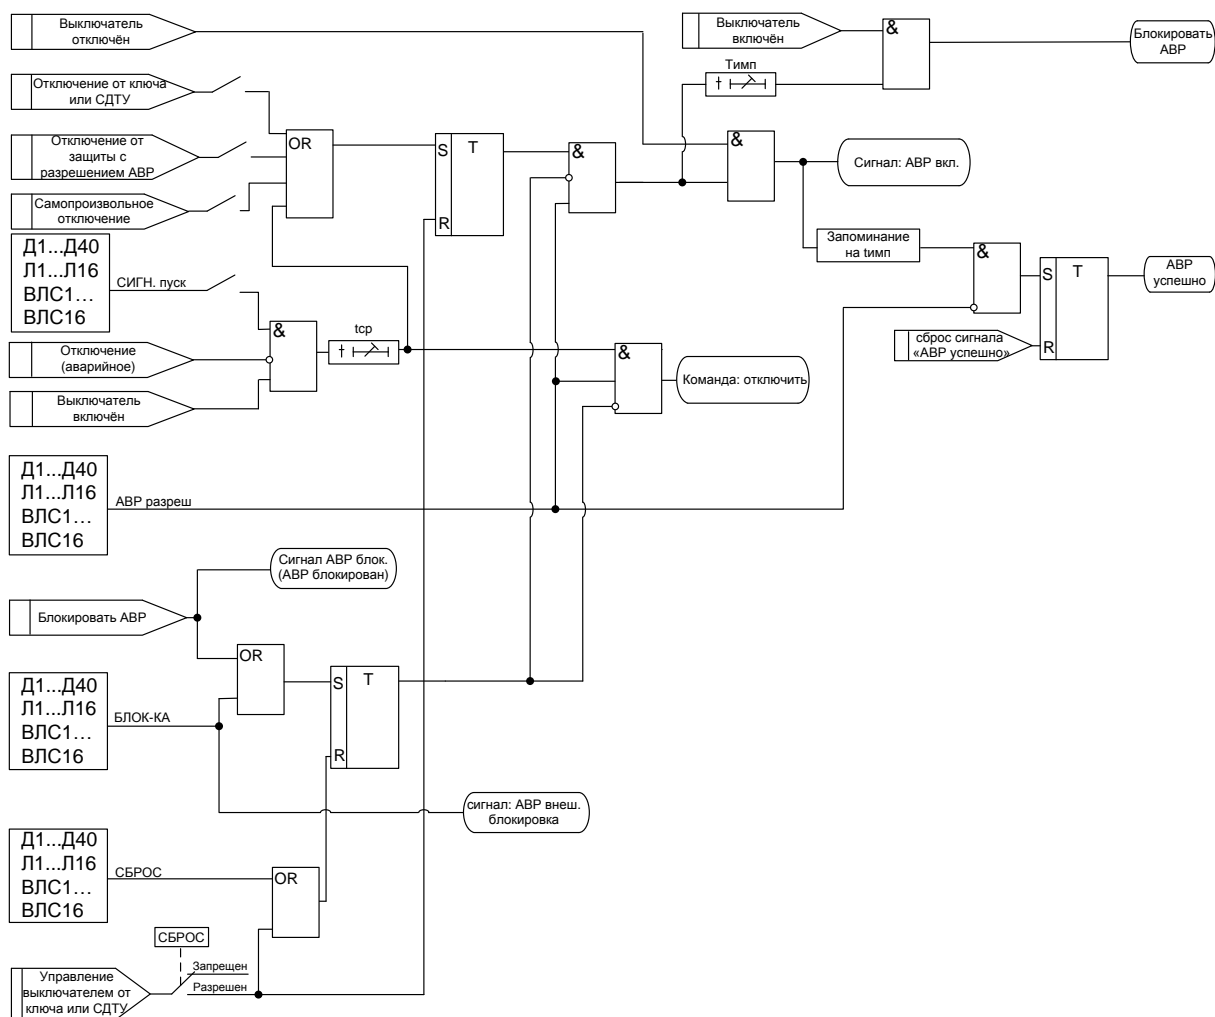 Выключатель
отключён
Выключатель
включён
&
Блокировать
АВР
Тимп
Отключение от ключа
или СДТУ
OR
S
T
&
&
Отключение от
защиты с
разрешением АВР
Сигнал: АВР вкл.
Самопроизвольное
отключение
R
Д1...Д40
Л1...Л16
ВЛС1...
ВЛС16
СИГН. пуск
Запоминание
на tимп
&
S
T
АВР
успешно
&
tср
Отключение
(аварийное)
&
сброс сигнала
«АВР успешно»
R
Команда: отключить
Выключатель
включён
Д1...Д40
Л1...Л16
ВЛС1...
ВЛС16
АВР разреш
Сигнал АВР блок.
(АВР блокирован)
Блокировать АВР
OR
S
T
Д1...Д40
Л1...Л16
ВЛС1...
ВЛС16
БЛОК-КА
R
сигнал: АВР внеш.
блокировка
Д1...Д40
Л1...Л16
ВЛС1...
ВЛС16
СБРОС
OR
СБРОС
Запрещен
Разрешен
Управление
выключателем от
ключа или СДТУ